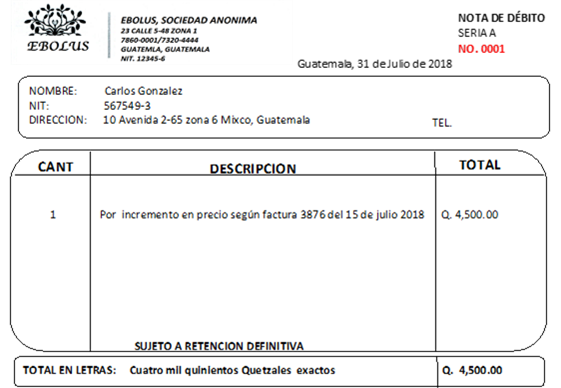 EBOLUS
EBOLUS, SOCIEDAD ANONIMA
23 CALLE 5-48 ZONA 1
7860-0001/7320-4444
GUATEMLA, GUATEMALA
NIT. 12345-6
NOTA DE DÉBITO
SERIA A
NO. 0001
Guatemala, 31 de Julio de 2018
NOMBRE: Carlos Gonzalez
NIT: 567549-3
DIRECCION: 10 Avenida 2-65 zona 6 Mixco, Guatemala TEL.
CANT DESCRIPCION TOTAL
1 Por incremento en precio según factura 3876 del 15 de julio 2018 Q. 4,500.00
SUJETO A RETENCION DEFINITIVA
TOTAL EN LETRAS: Cuatro mil quinientos Quetzales exactos Q. 4,500.00